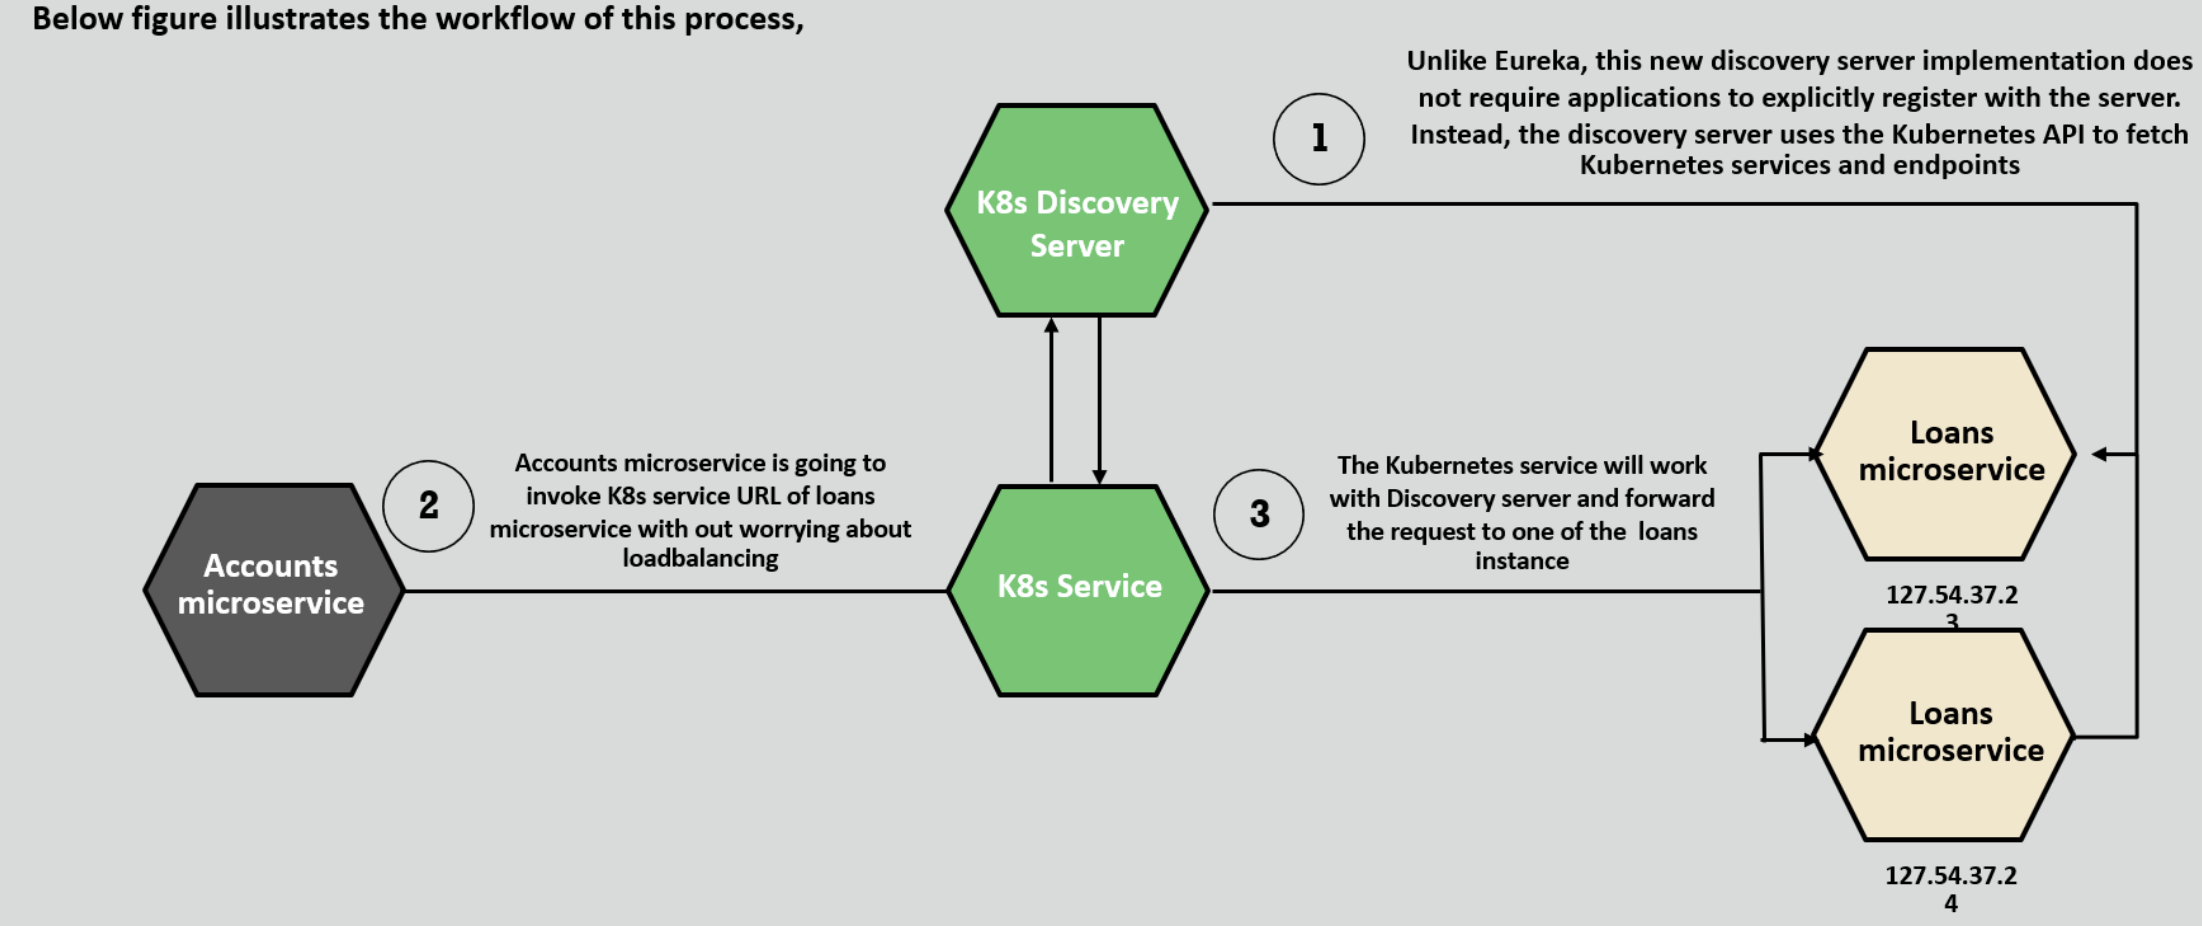 Below figure illustrates the workflow of this process,
Unlike Eureka, this new discovery server implementation does
not require applications to explicitly register with the server.
Instead, the discovery server uses the Kubernetes API to fetch
Kubernetes services and endpoints
1
K8s Discovery
Server
2
Accounts microservice is going to
invoke K8s service URL of loans
microservice with out worrying about
loadbalancing
3
The Kubernetes service will work
with Discovery server and forward
the request to one of the loans
instance
Accounts
microservice
K8s Service
Loans
microservice
127.54.37.2
3
Loans
microservice
127.54.37.2
4